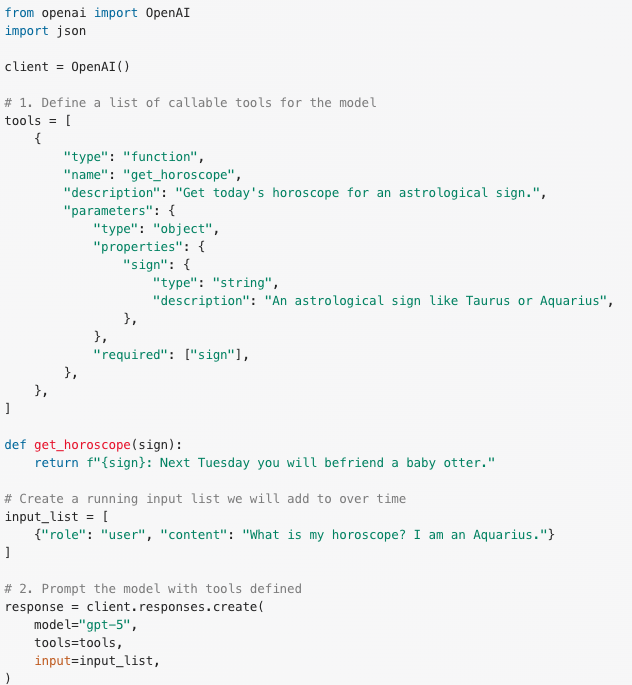 from openai import OpenAI
import json

client = OpenAI()

# 1. Define a list of callable tools for the model
tools = [
    {
        "type": "function",
        "name": "get_horoscope",
        "description": "Get today's horoscope for an astrological sign.",
        "parameters": {
            "type": "object",
            "properties": {
                "sign": {
                    "type": "string",
                    "description": "An astrological sign like Taurus or Aquarius",
                },
            },
            "required": ["sign"],
        },
    },
]

def get_horoscope(sign):
    return f"{sign}: Next Tuesday you will befriend a baby otter."

# Create a running input list we will add to over time
input_list = [
    {"role": "user", "content": "What is my horoscope? I am an Aquarius."}
]

# 2. Prompt the model with tools defined
response = client.responses.create(
    model="gpt-5",
    tools=tools,
    input=input_list,
)